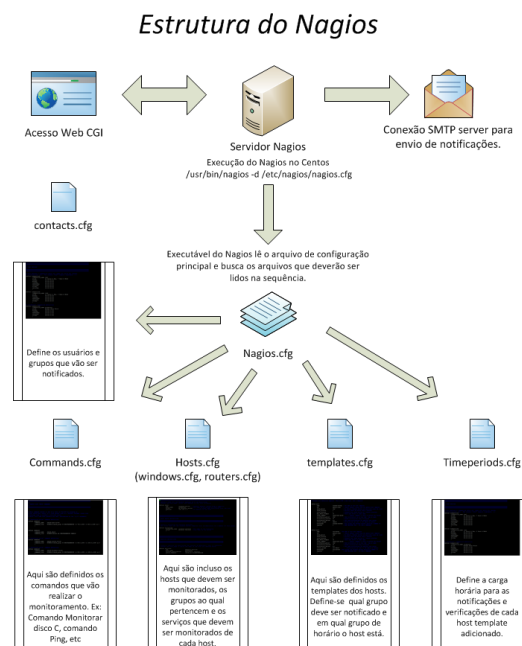 Estrutura do Nagios
Acesso Web CGI
Servidor Nagios
Execução do Nagios no Centos
/usr/bin/nagios -d /etc/nagios/nagios.cfg
Conexão SMTP server para
envio de notificações.
contacts.cfg
Executável do Nagios lê o arquivo de configuração
principal e busca os arquivos que deverão ser
lidos na sequência.
Define os usuários e
grupos que vão ser
notificados.
Nagios.cfg
Commands.cfg
Hosts.cfg
(windows.cfg, routers.cfg)
templates.cfg
Timeperiods.cfg
Aqui são definidos os
comandos que vão
realizar o
monitoramento. Ex:
Comando Monitorar
disco C, comando
Ping, etc
Aqui são incluso os
hosts que devem ser
monitorados, os
grupos ao qual
pertencem e os
serviços que devem
ser monitorados de
cada host.
Aqui são definidos os
templates dos hosts.
Define-se qual grupo
deve ser notificado e
em qual grupo de
horário o host está.
Define a carga
horária para as
notificações e
verificações de cada
host template
adicionado.